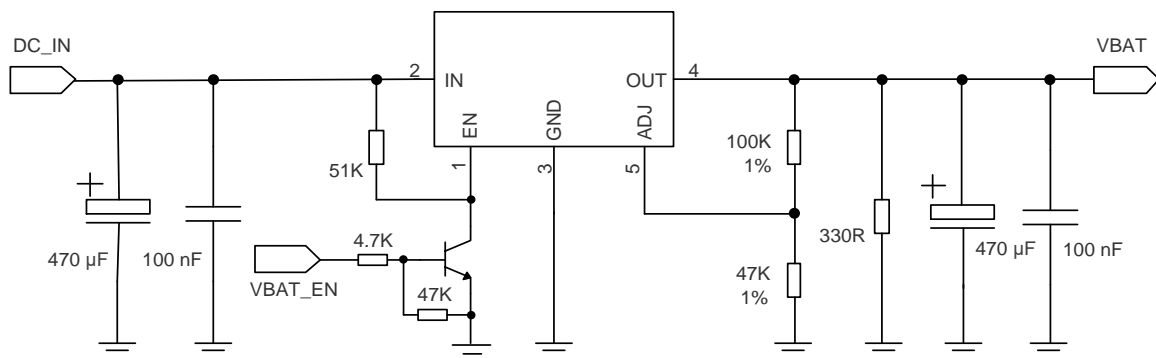 DC_IN
VBAT
2
IN
OUT
4
EN
GND
ADJ
1
3
5
51K
100K
1%
470 µF
100 nF
4.7K
VBAT_EN
47K
47K
1%
330R
470 µF
100 nF